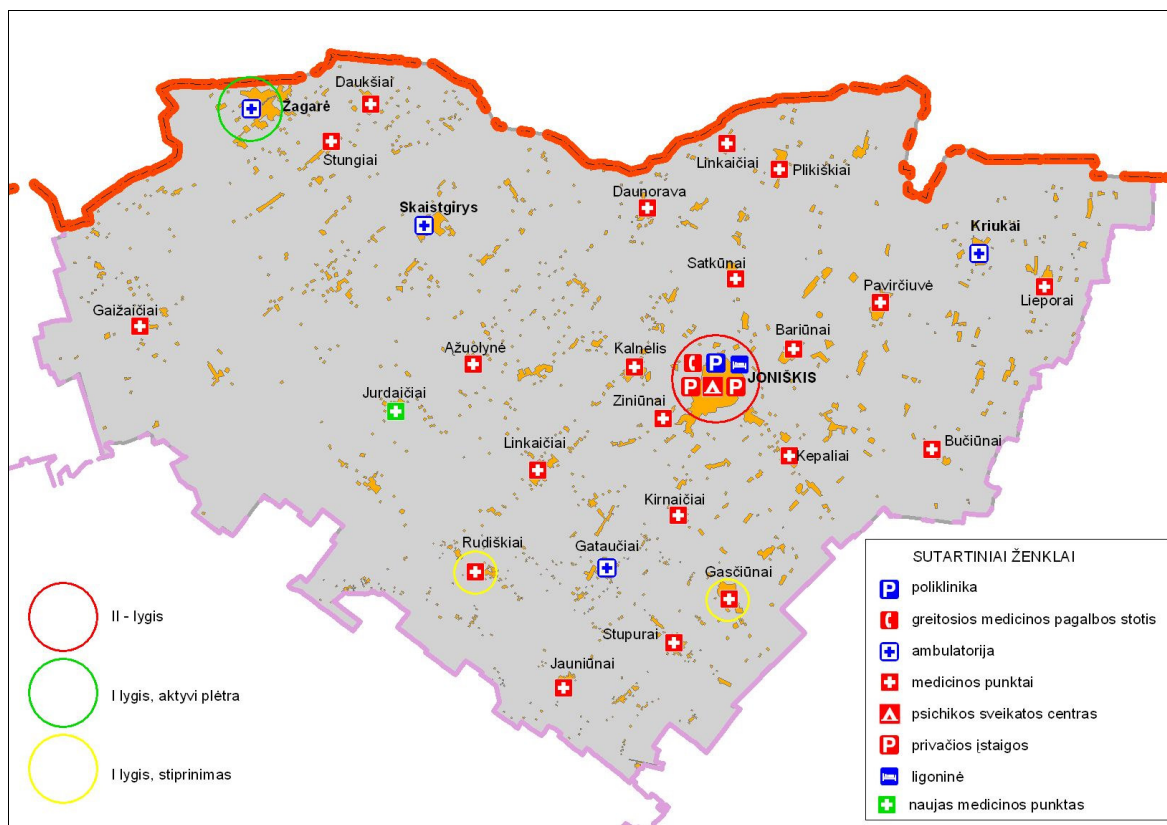 Daukšiai
Žagarė
Stungiai
Linkaičiai
Plikiškiai
Skaistgirys
Daunorava
Kriukai
Satkūnai
Pavirčiuvė
Lieporai
Gaižaičiai
Bariūnai
Ąžuolynė
Kalnėlis
JONIŠKIS
Jurdaičiai
Ziniūnai
Linkaičiai
Kepaliai
Bučiūnai
Kirnaičiai
Rudiškiai
Gataučiai
Gasčiūnai
Stupurai
Jauniūnai
II - lygis
I lygis, aktyvi plėtra
I lygis, stiprinimas
SUTARTINIAI ŽENKLAI
poliklinika
greitosios medicinos pagalbos stotis
ambulatorija
medicinos punktai
psichikos sveikatos centras
privačios įstaigos
ligoninė
naujas medicinos punktas